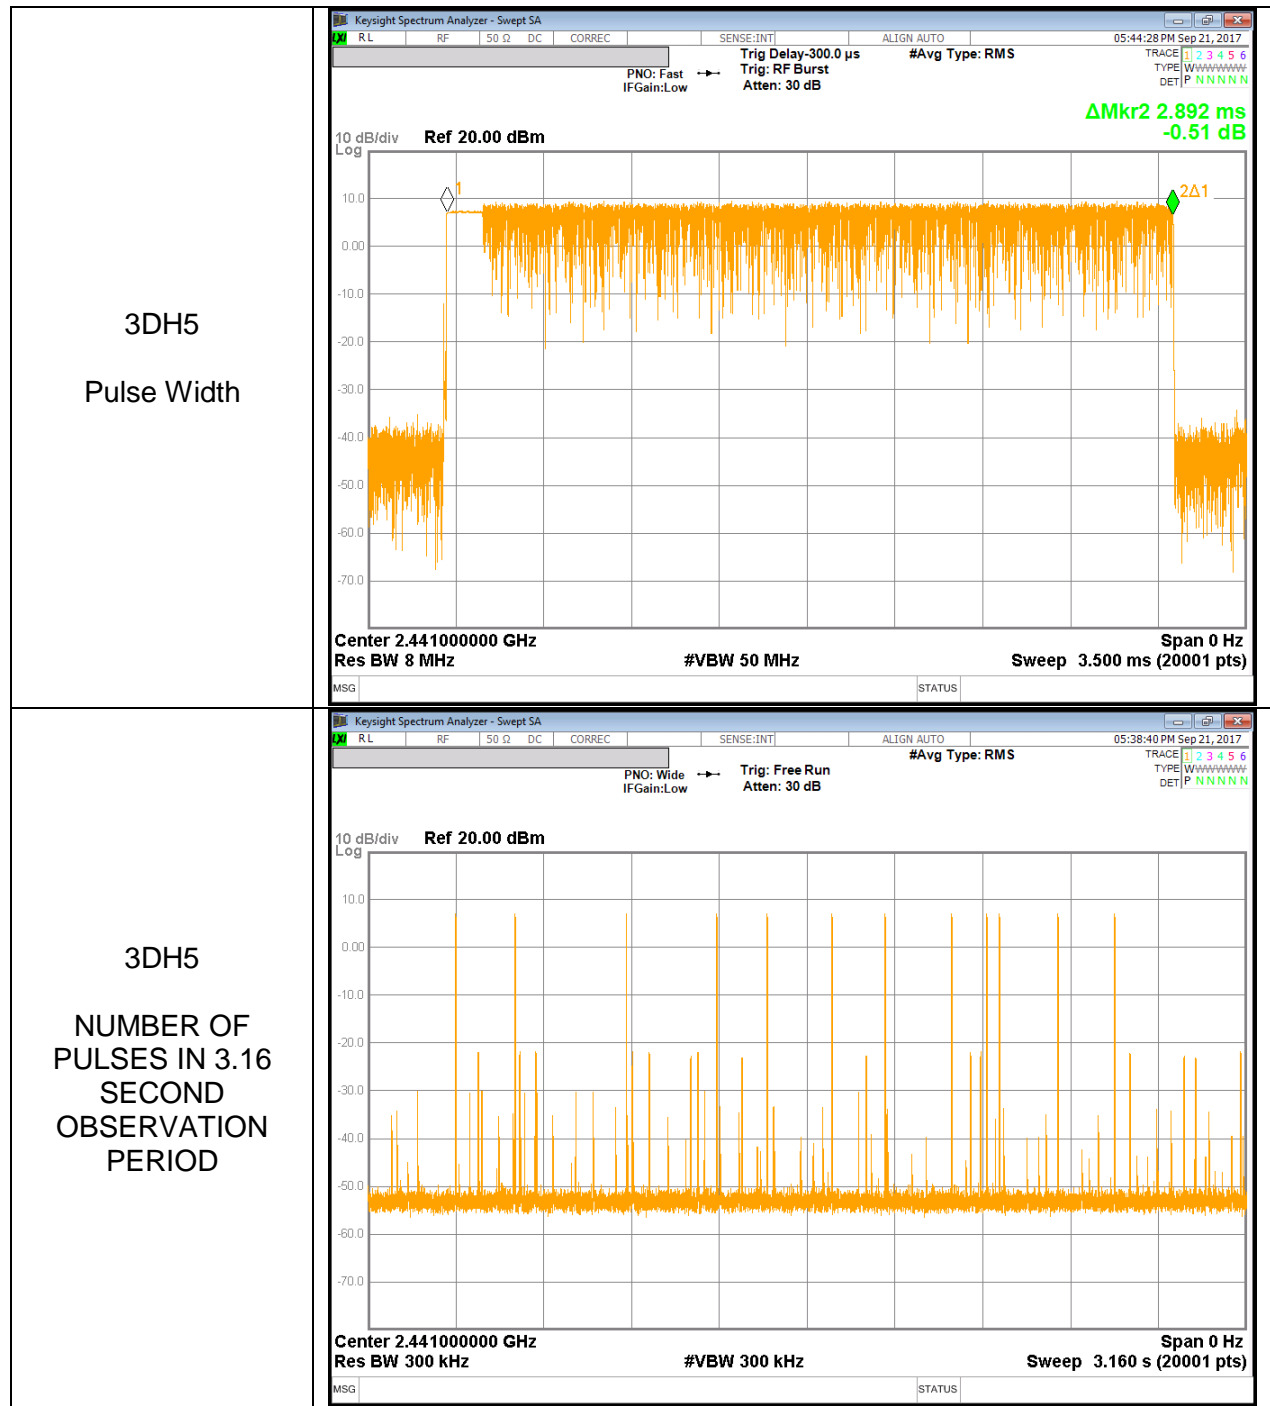 3DH5
Pulse Width
Keysight Spectrum Analyzer - Swept SA
LXI RL RF 50 Ω DC CORREC SENSE:INT ALIGN AUTO 05:44:28 PM Sep 21, 2017
Trig Delay-300.0 µs #Avg Type: RMS TRACE 1 2 3 4 5 6
PNO: Fast Trig: RF Burst TYPE WWWWWW
IFGain:Low Atten: 30 dB DET P N N N N N
ΔMkr2 2.892 ms
-0.51 dB
10 dB/div Ref 20.00 dBm
Log
1
2Δ1
10.0
0.00
-10.0
-20.0
-30.0
-40.0
-50.0
-60.0
-70.0
Center 2.441000000 GHz Span 0 Hz
Res BW 8 MHz #VBW 50 MHz Sweep 3.500 ms (20001 pts)
MSG STATUS
3DH5
NUMBER OF
PULSES IN 3.16
SECOND
OBSERVATION
PERIOD
Keysight Spectrum Analyzer - Swept SA
LXI RL RF 50 Ω DC CORREC SENSE:INT ALIGN AUTO 05:38:40 PM Sep 21, 2017
#Avg Type: RMS TRACE 1 2 3 4 5 6
PNO: Wide Trig: Free Run TYPE WWWWWW
IFGain:Low Atten: 30 dB DET P N N N N N
10 dB/div Ref 20.00 dBm
Log
10.0
0.00
-10.0
-20.0
-30.0
-40.0
-50.0
-60.0
-70.0
Center 2.441000000 GHz Span 0 Hz
Res BW 300 kHz #VBW 300 kHz Sweep 3.160 s (20001 pts)
MSG STATUS